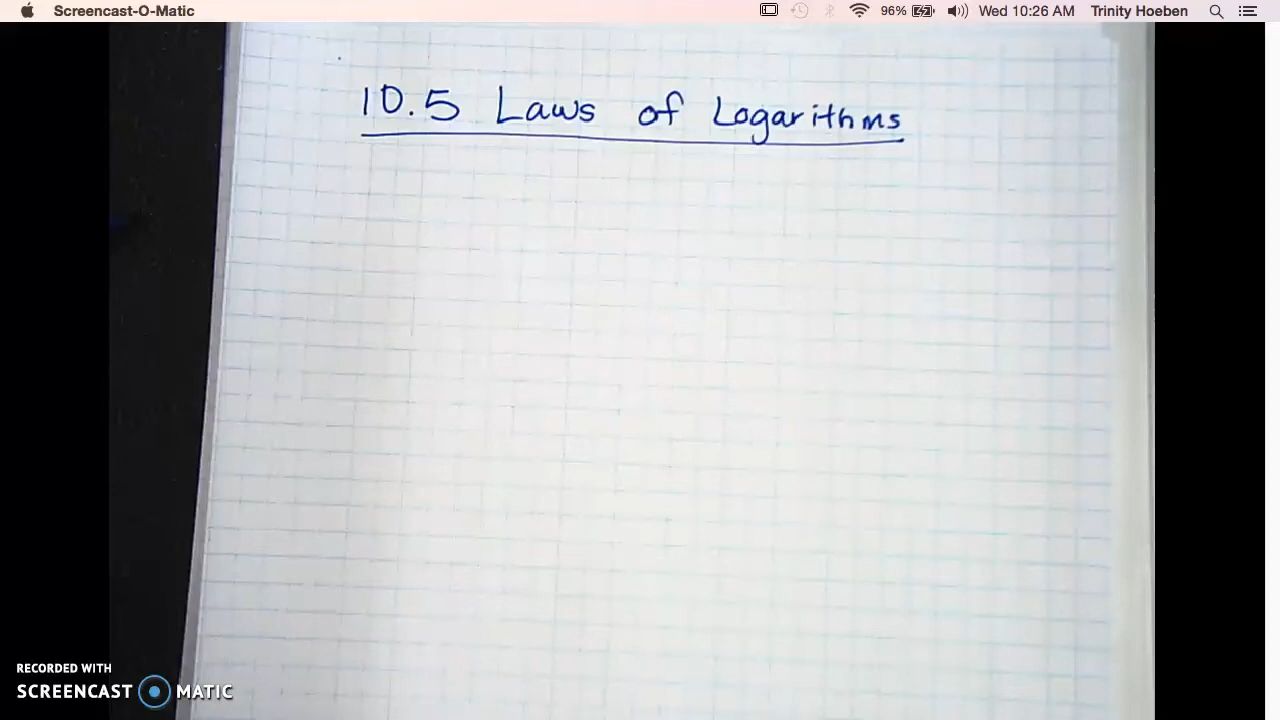 Screencast-O-Matic 96% Wed 10:26 AM Trinity Hoeben
10.5 Laws of Logarithms
RECORDED WITH
SCREENCAST MATIC